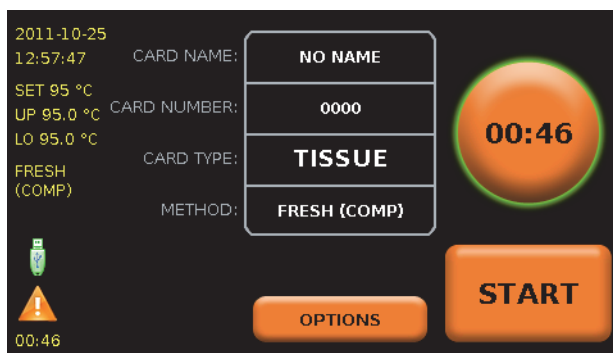 2011-10-25
12:57:47
SET 95 °C
UP 95.0 °C
LO 95.0 °C
FRESH
(COMP)
CARD NAME: NO NAME
CARD NUMBER: 0000
CARD TYPE: TISSUE
METHOD: FRESH (COMP)
00:46
00:46
OPTIONS
START